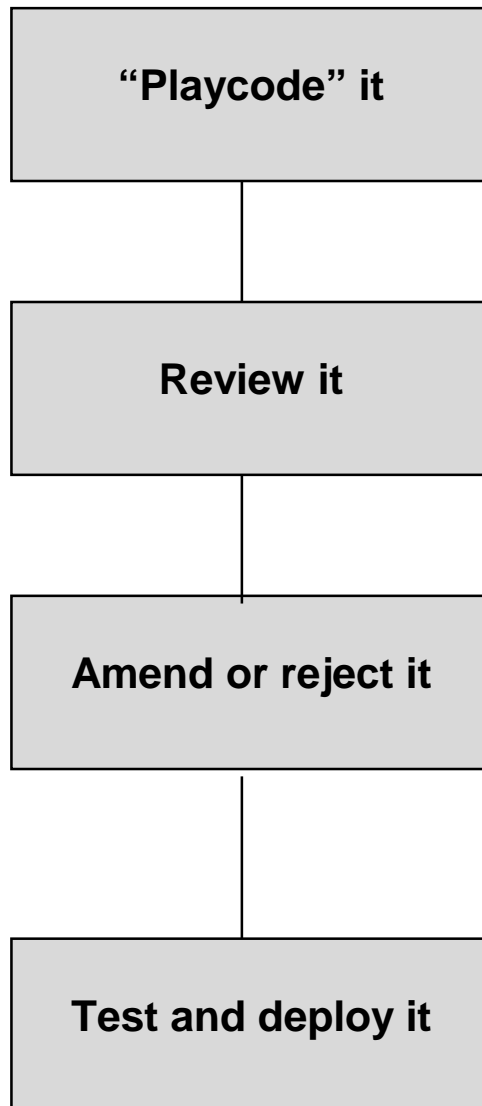 “Playcode” it
Review it
Amend or reject it
Test and deploy it